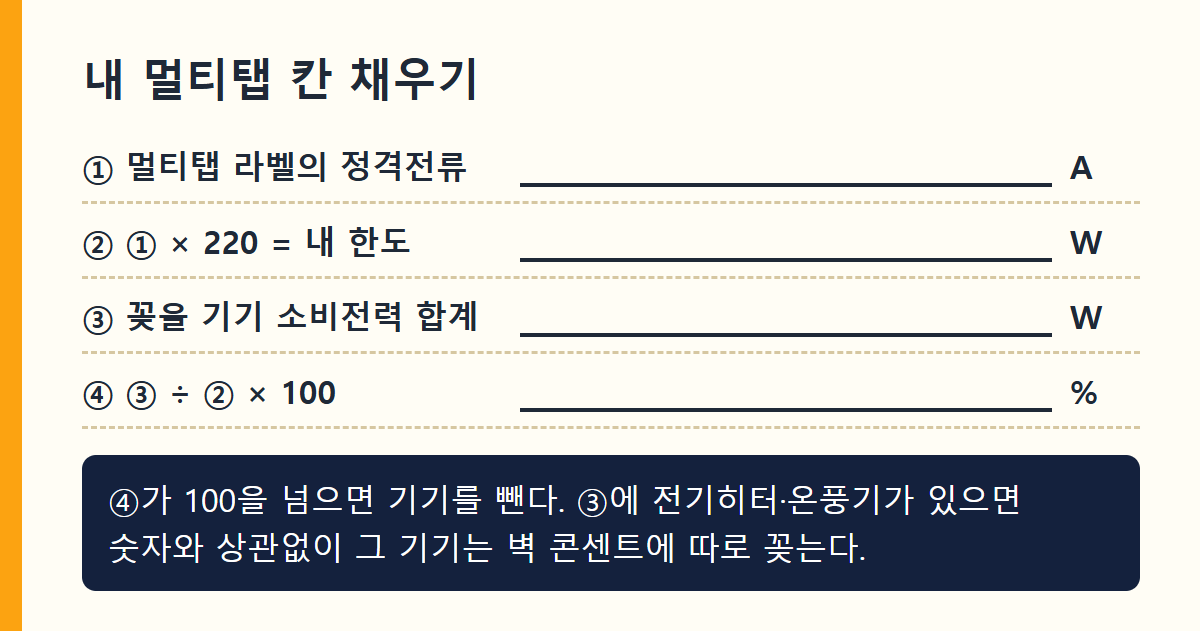 내 멀티탭 칸 채우기
① 멀티탭 라벨의 정격전류 A
② ① × 220 = 내 한도 W
③ 꽂을 기기 소비전력 합계 W
④ ③ ÷ ② × 100 %
④가 100을 넘으면 기기를 뺀다. ③에 전기히터·온풍기가 있으면
숫자와 상관없이 그 기기는 벽 콘센트에 따로 꽂는다.